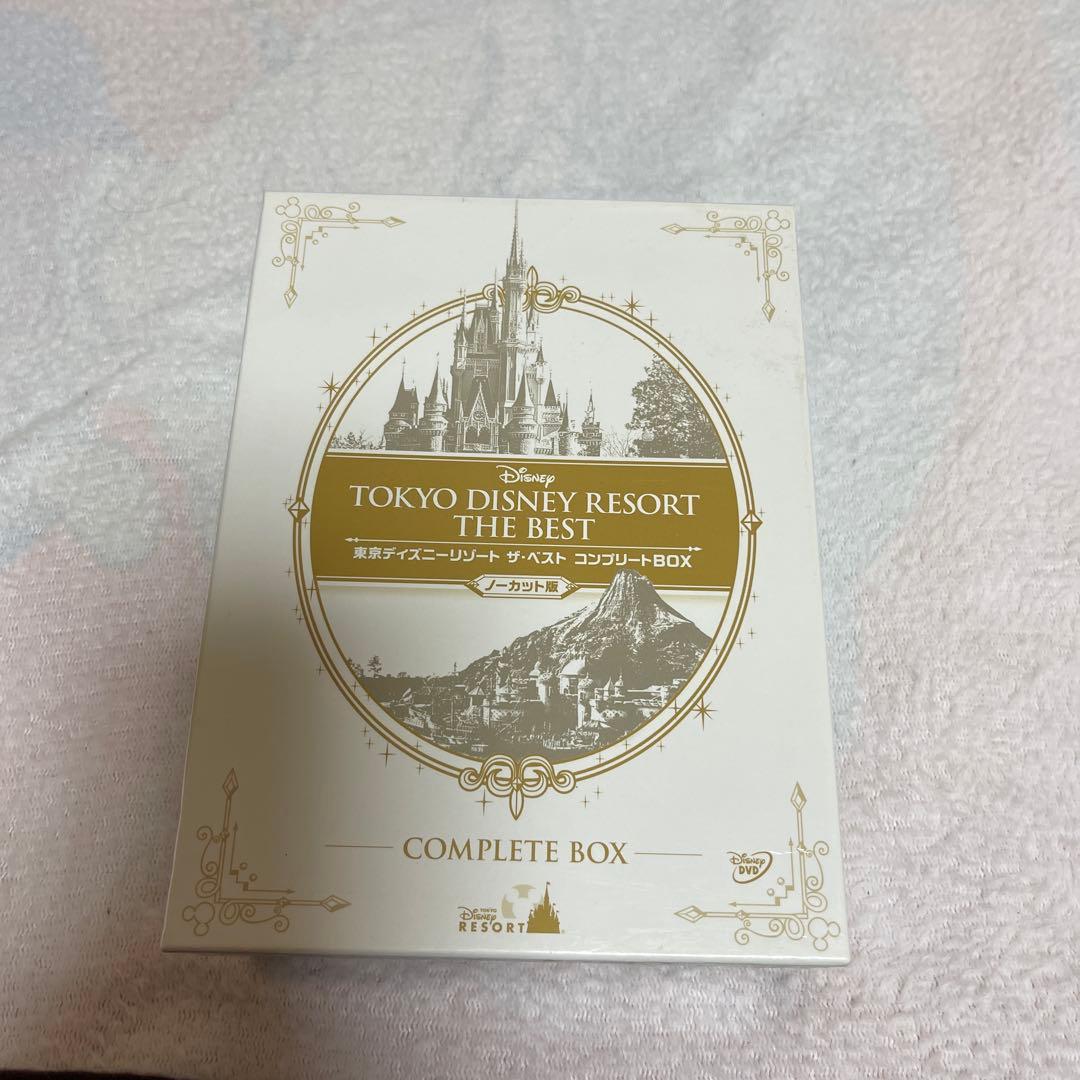 Disney
TOKYO DISNEY RESORT
THE BEST
東京ディズニーリゾート ザ・ベスト コンプリートBOX
ノーカット版
COMPLETE BOX
Disney
DVD
TOKYO
Disney
RESORT